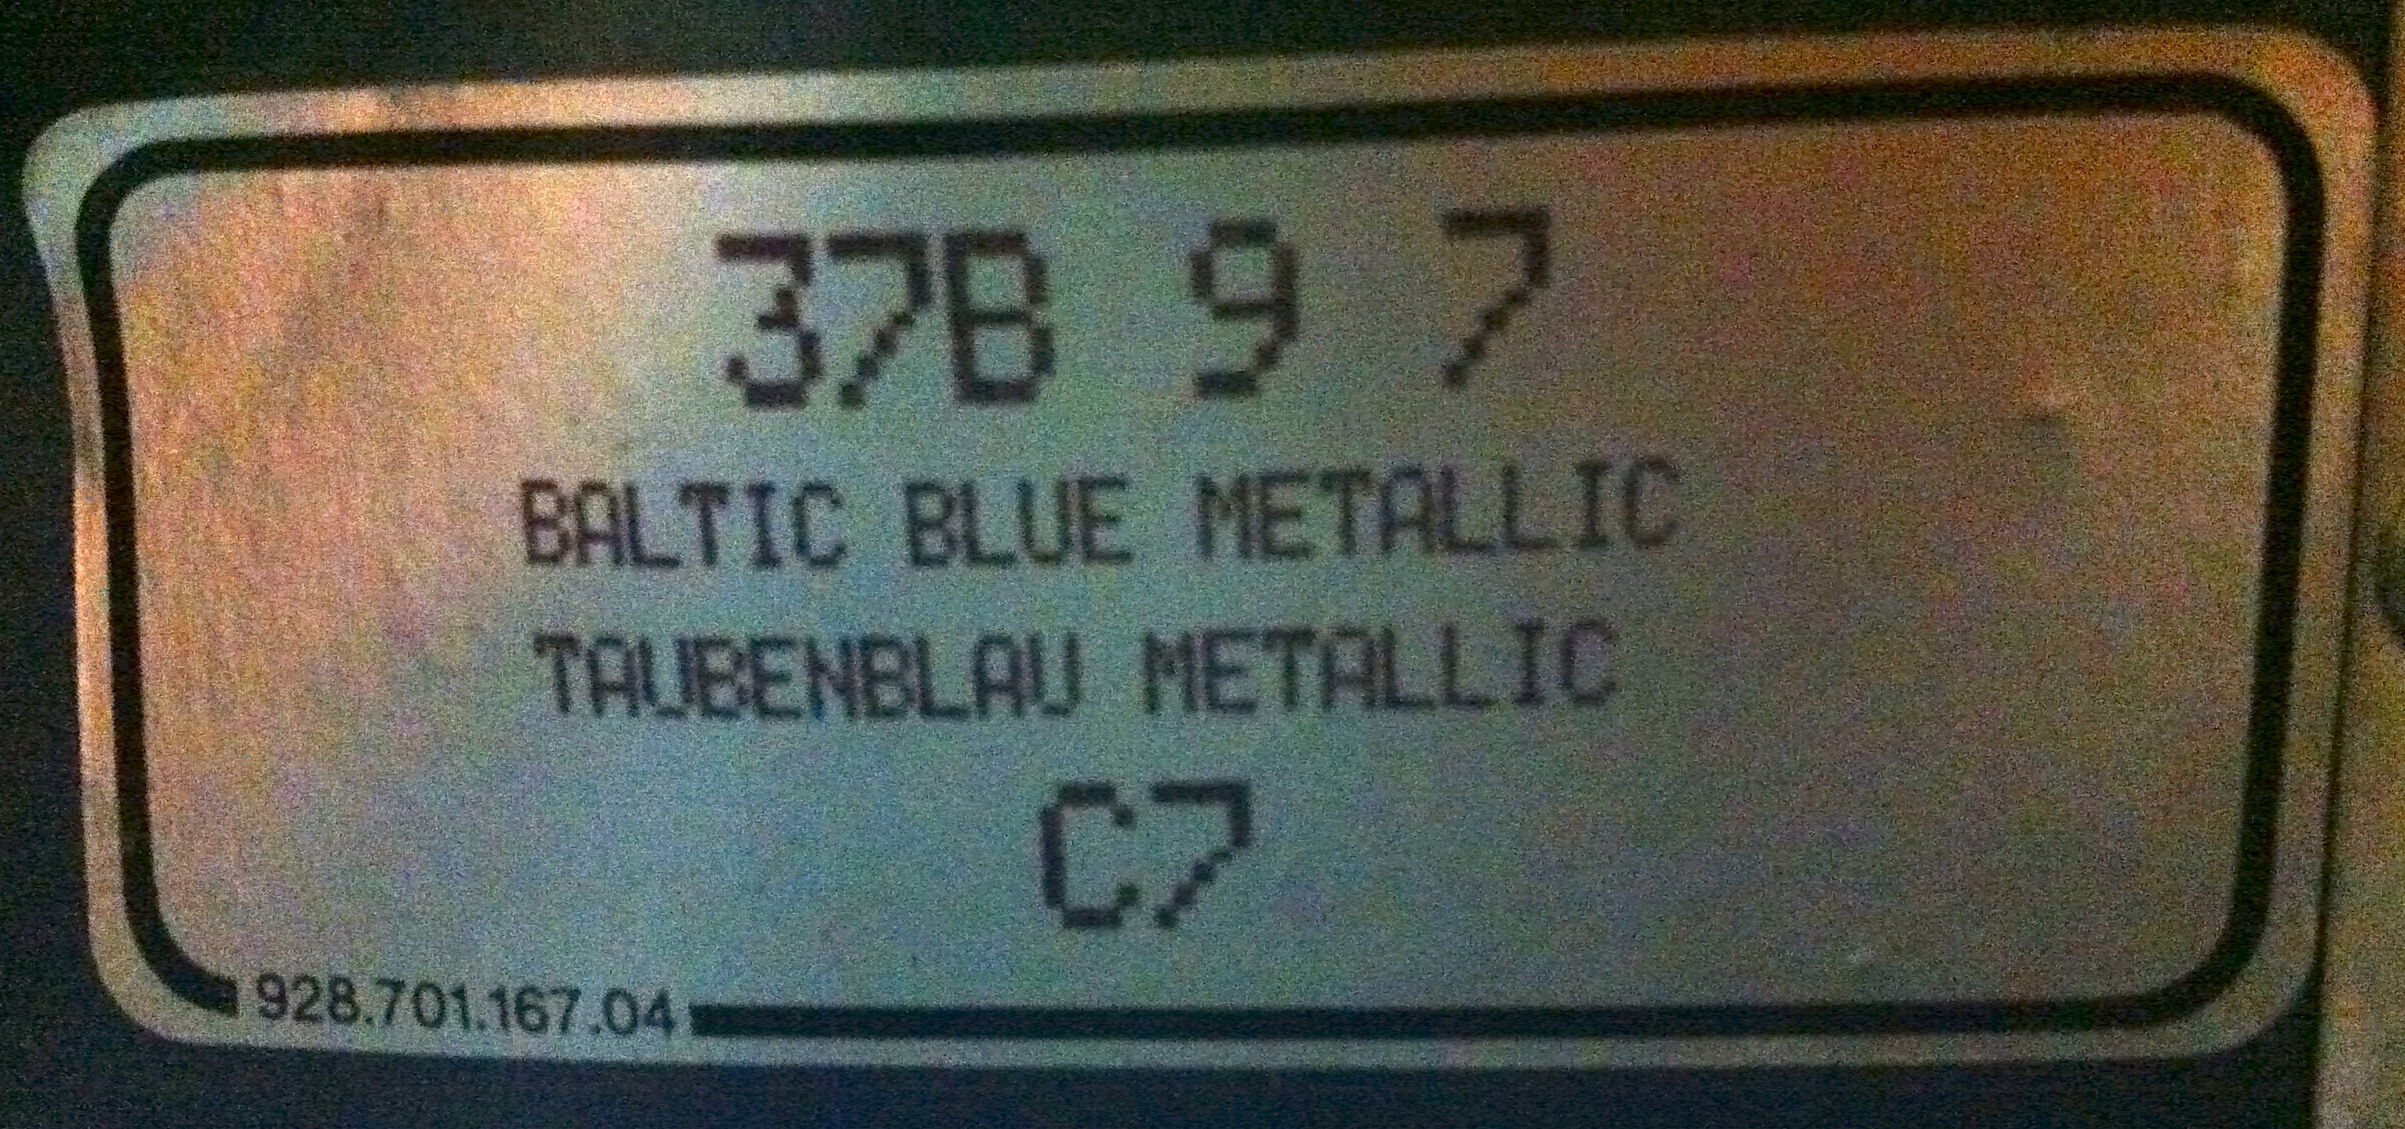 37B 9 7
BALTIC BLUE METALLIC
TAUBENBLAU METALLIC
C7
928.701.167.04